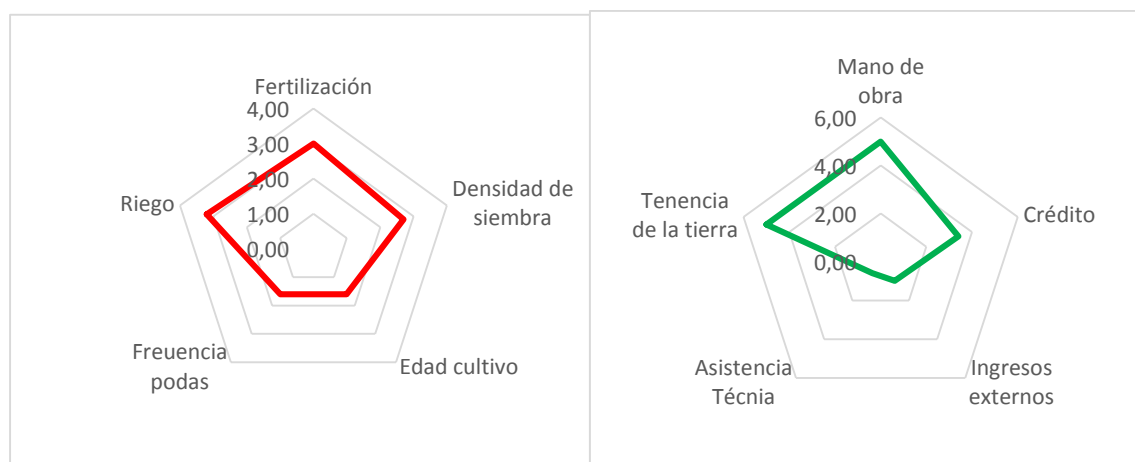 Fertilización
4,00
3,00
2,00
1,00
0,00
Densidad de
siembra
Riego
Freuencia
podas
Edad cultivo
Mano de
obra
6,00
4,00
2,00
0,00
Tenencia
de la tierra
Crédito
Asistencia
Técnia
Ingresos
externos